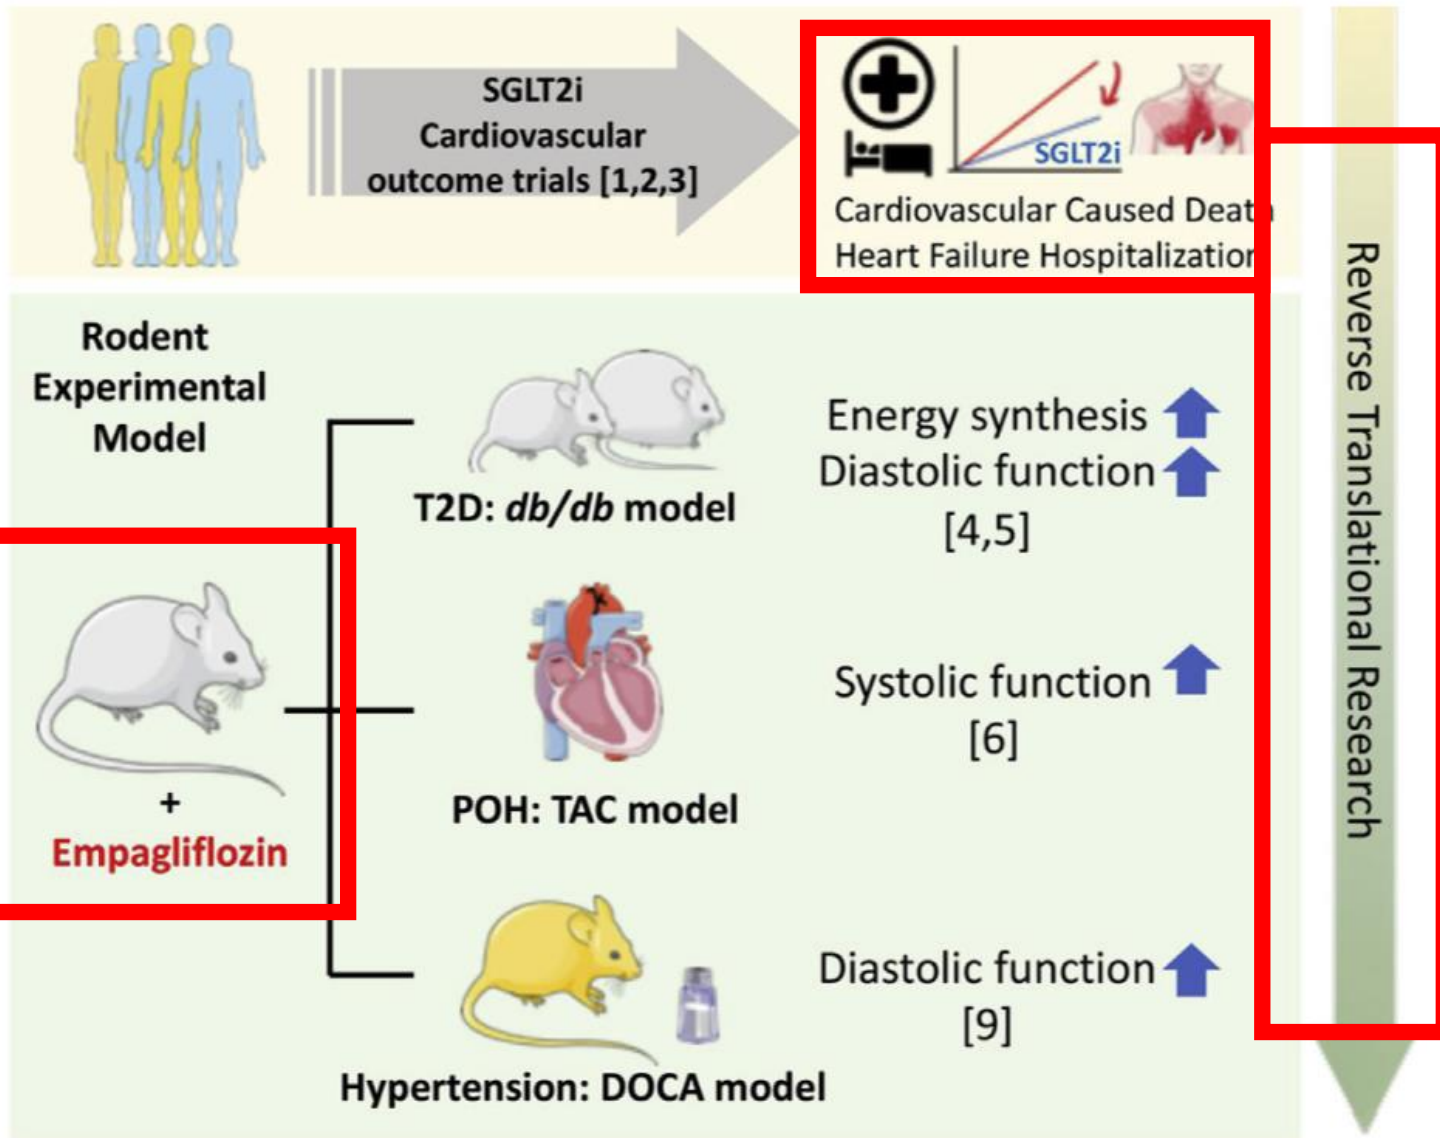 SGLT2i
Cardiovascular
outcome trials [1,2,3]
SGLT2i
Cardiovascular Caused Death
Heart Failure Hospitalization
Reverse Translational Research
Rodent
Experimental
Model
T2D: db/db model
Energy synthesis
Diastolic function
[4,5]
+
Empagliflozin
POH: TAC model
Systolic function
[6]
Hypertension: DOCA model
Diastolic function
[9]